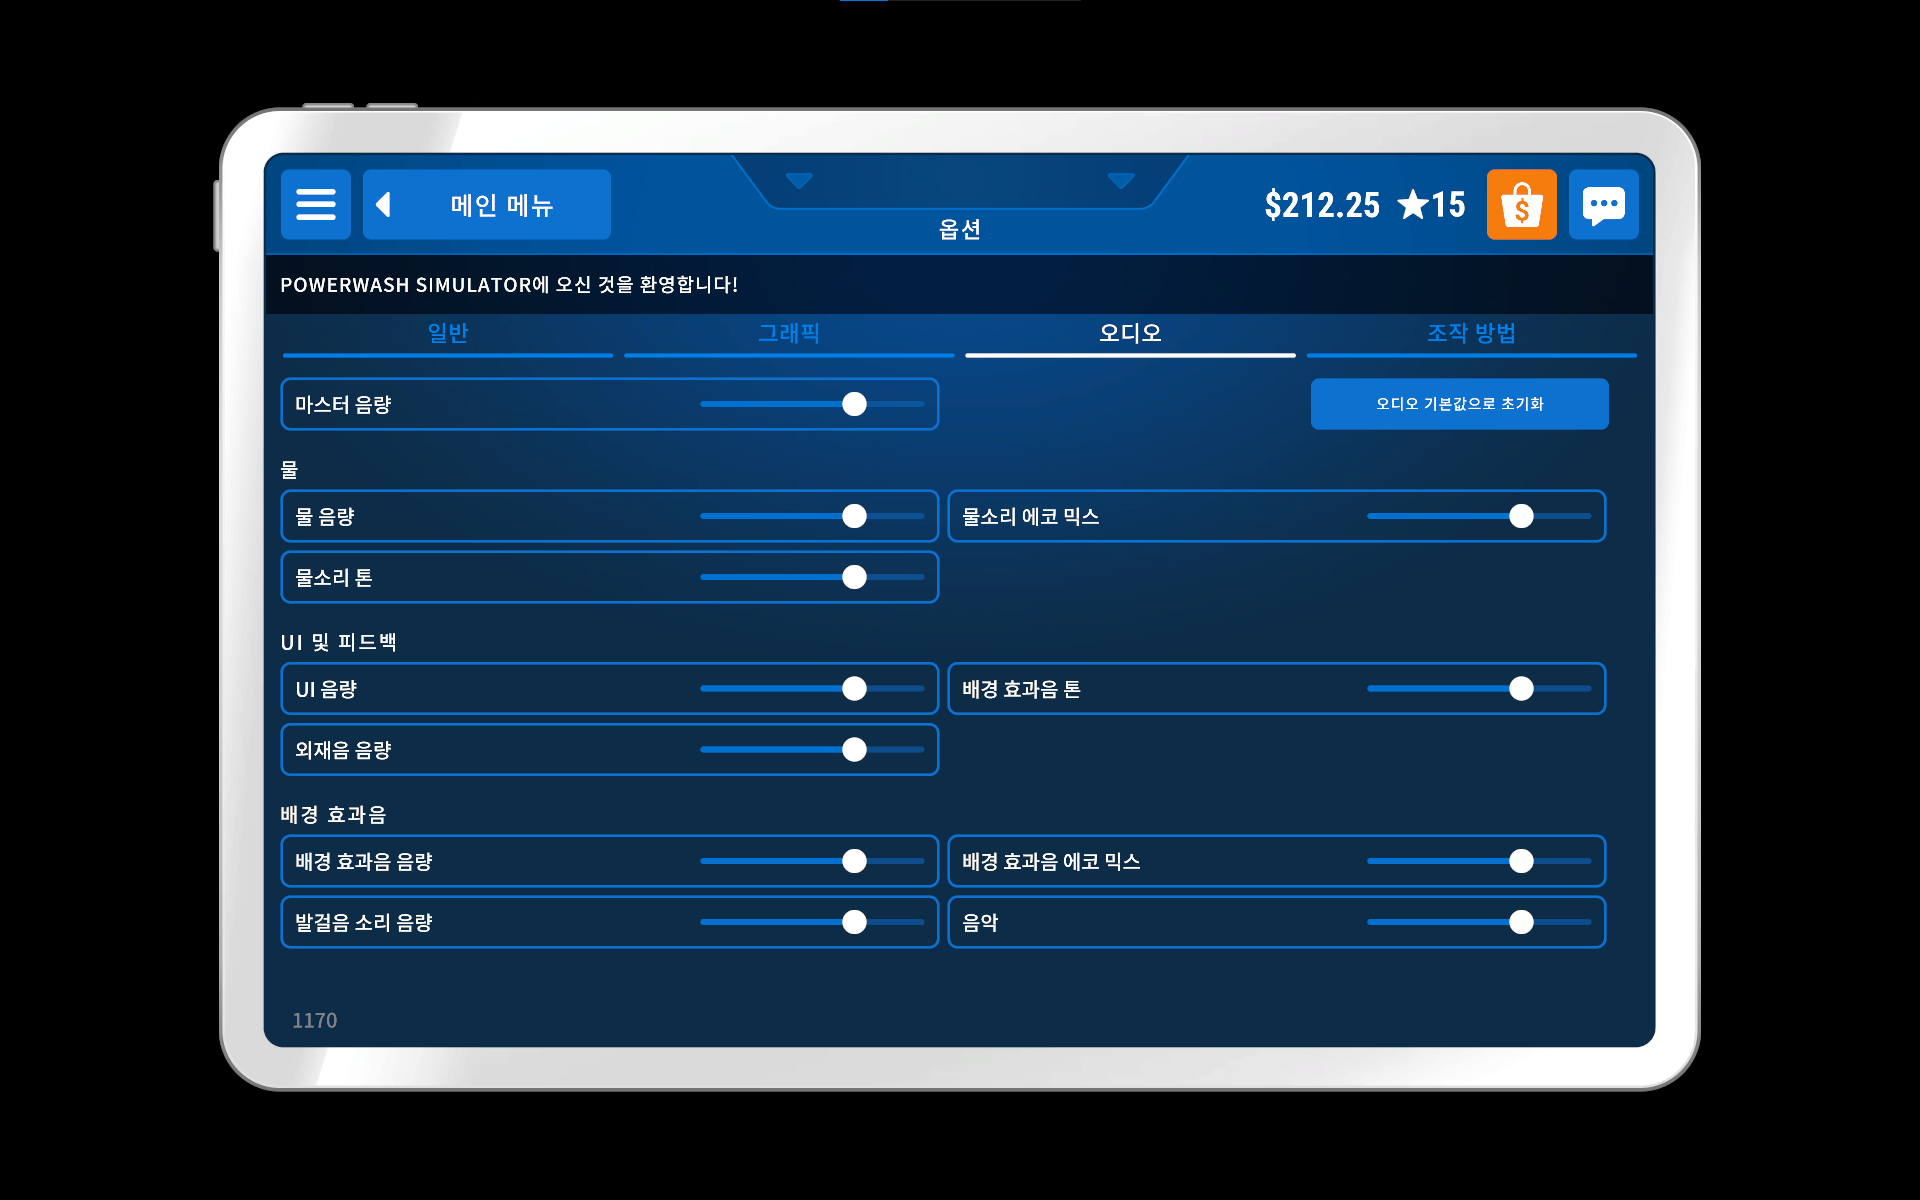 메인 메뉴
옵션
$212.25 ★15
POWERWASH SIMULATOR에 오신 것을 환영합니다!
일반 그래픽 오디오 조작 방법
마스터 음량 오디오 기본값으로 초기화
물
물 음량 물소리 에코 믹스
물소리 톤
UI 및 피드백
UI 음량 배경 효과음 톤
외재음 음량
배경 효과음
배경 효과음 음량 배경 효과음 에코 믹스
발걸음 소리 음량 음악
1170